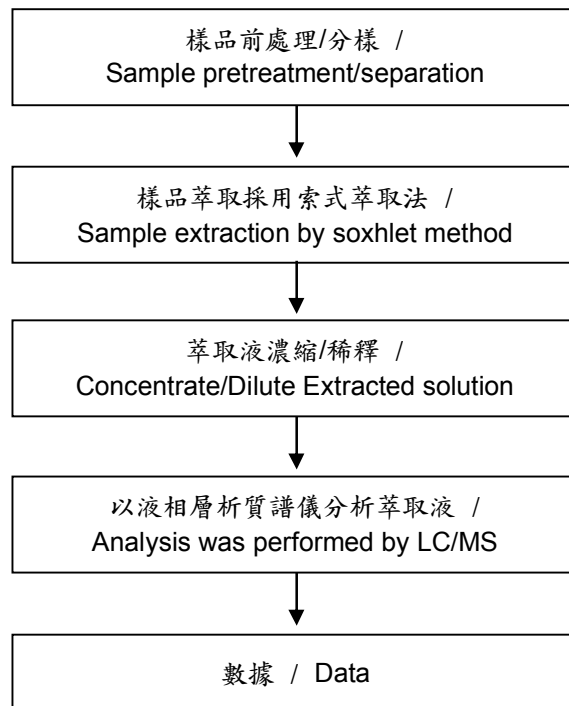 樣品前處理/分樣 /
Sample pretreatment/separation
樣品萃取採用索式萃取法 /
Sample extraction by soxhlet method
萃取液濃縮/稀釋 /
Concentrate/Dilute Extracted solution
以液相層析質譜儀分析萃取液 /
Analysis was performed by LC/MS
數據 / Data